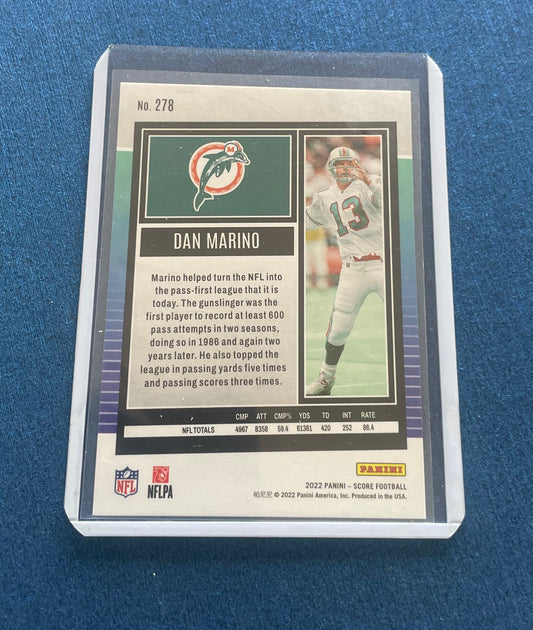 No. 278
M
13
DAN MARINO
Marino helped turn the NFL into
the pass-first league that it is
today. The gunslinger was the
first player to record at least 600
pass attempts in two seasons,
doing so in 1986 and again two
years later. He also topped the
league in passing yards five times
and passing scores three times.
CMP ATT CMP% YDS TD INT RATE
NFL TOTALS 4967 8358 59.4 61361 420 252 86.4
NFL
NFLPA
PANINI
2022 PANINI – SCORE FOOTBALL
帕尼尼 © 2022 Panini America, Inc. Produced in the USA.